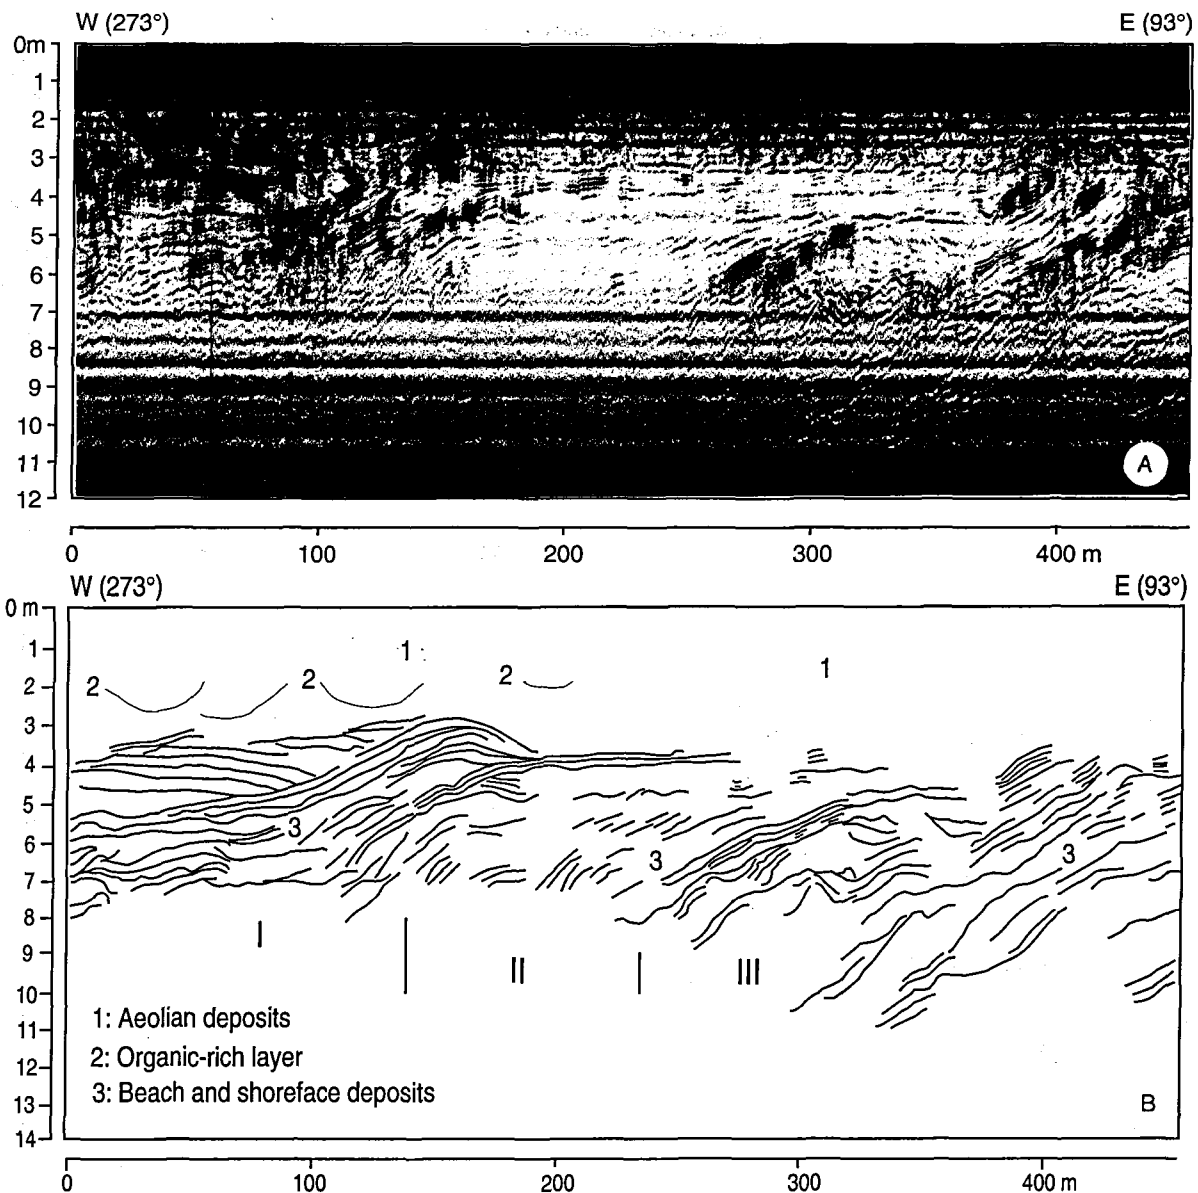 W (273°) E (93°)
0m
1
2
3
4
5
6
7
8
9
10
11
12
A
0 100 200 300 400 m
W (273°) E (93°)
0 m
1
2
3
4
5
6
7
8
9
10
11
12
13
14
1 1
2 2 2
3 3 3
I II III
1: Aeolian deposits
2: Organic-rich layer
3: Beach and shoreface deposits
B
0 100 200 300 400 m